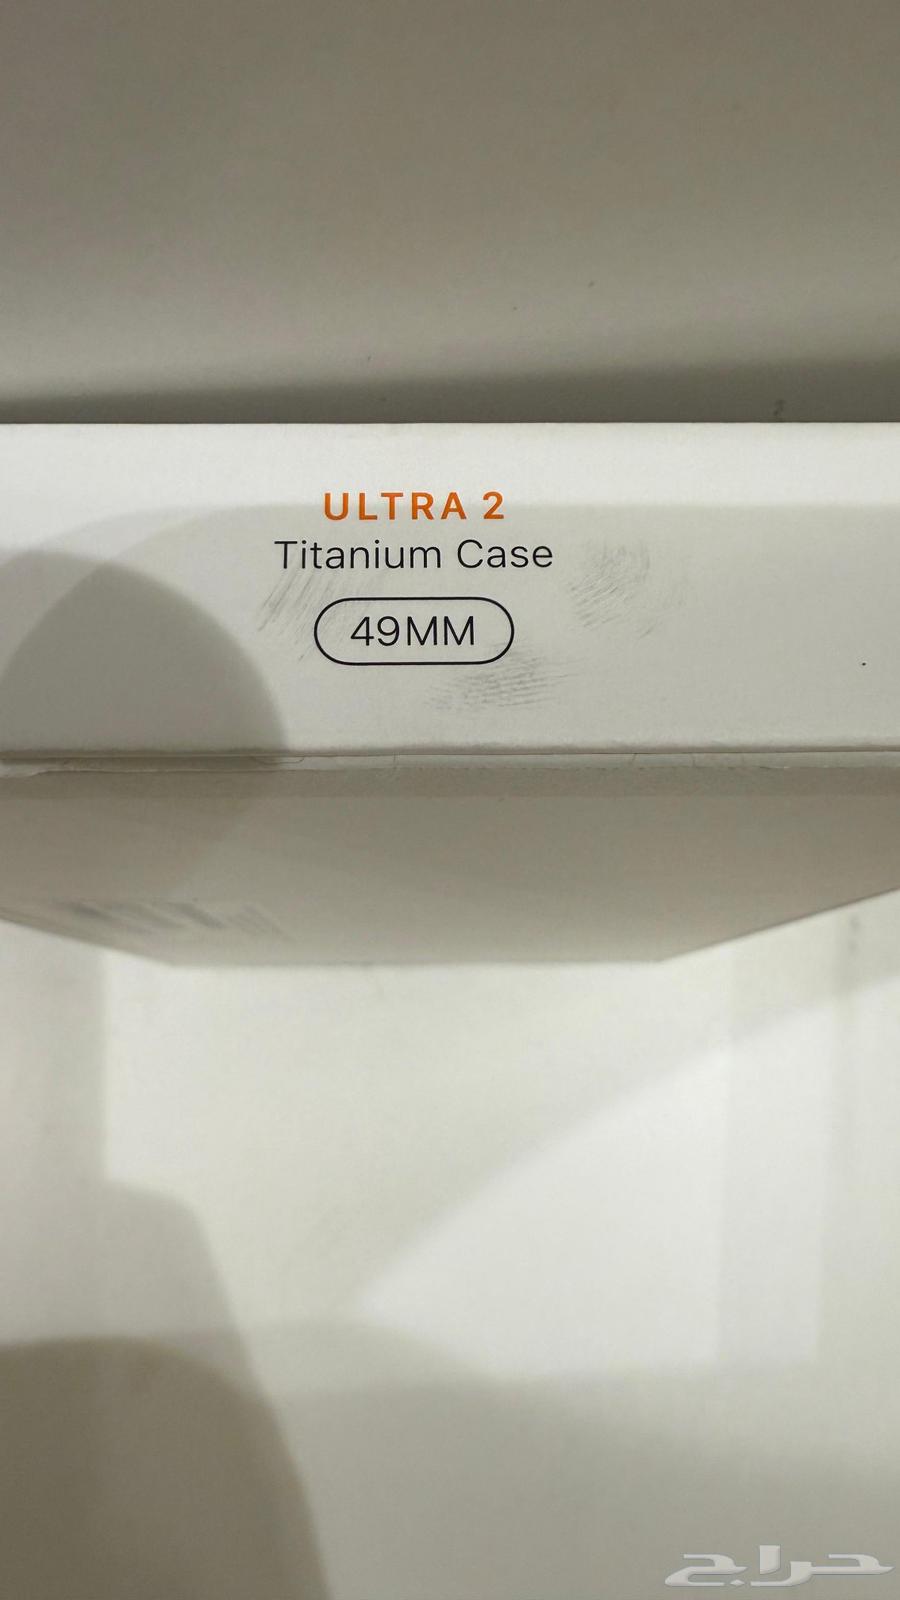 ULTRA 2
Titanium Case
49MM
حراج